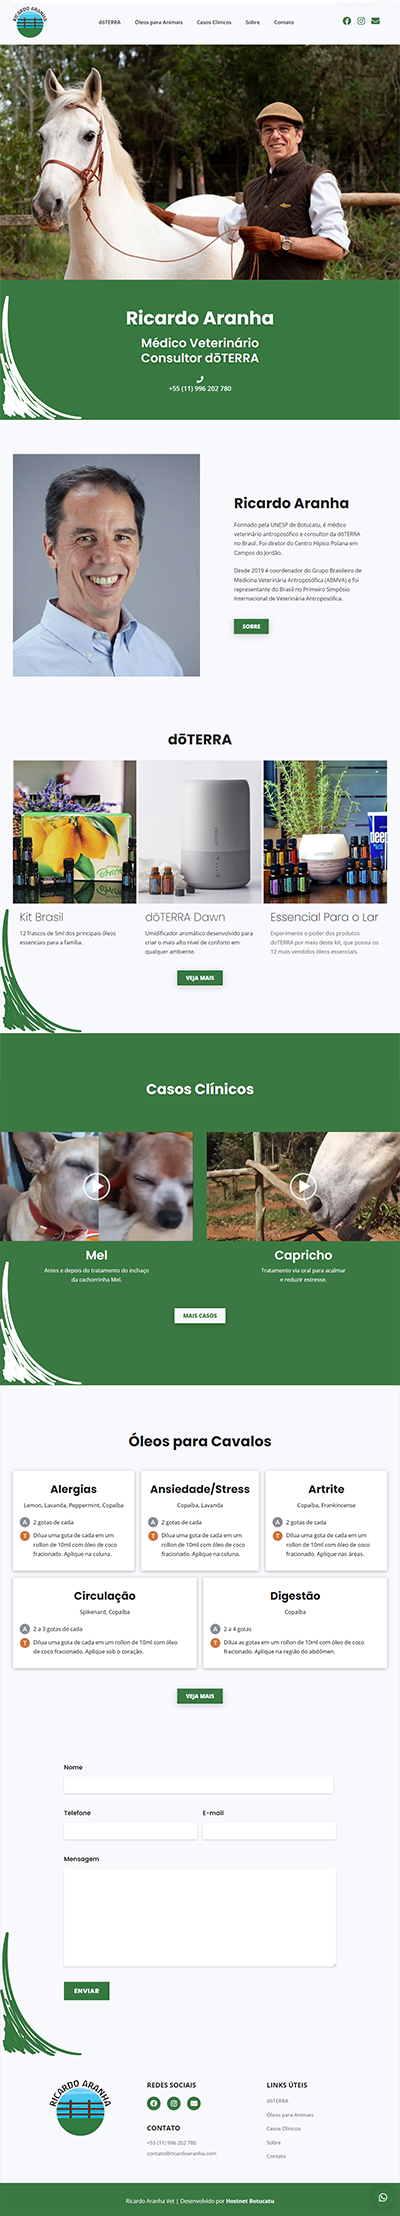 RICARDO ARANHA
dōTERRA
Óleos para Animais
Casos Clínicos
Sobre
Contato
Ricardo Aranha
Médico Veterinário
Consultor dōTERRA
+55 (11) 996 202 780
Ricardo Aranha
Formado pela UNESP de Botucatu, é médico
veterinário antroposófico e consultor da dōTERRA
no Brasil. Foi diretor do Centro Hípico Polana em
Campos do Jordão.
Desde 2019 é coordenador do Grupo Brasileiro de
Medicina Veterinária Antroposófica (ABMVA) e foi
representante do Brasil no Primeiro Simpósio
Internacional de Veterinária Antroposófica.
SOBRE
dōTERRA
Kit Brasil
12 frascos de 5ml dos principais óleos
essenciais para a família.
dōTERRA Dawn
Umidificador aromático desenvolvido para
criar o mais alto nível de conforto em
qualquer ambiente.
Essencial Para o Lar
Experimente o poder dos produtos
doTERRA por meio deste kit, que possui os
12 mais vendidos óleos essenciais.
VEJA MAIS
Casos Clínicos
Mel
Antes e depois do tratamento do inchaço
da cachorrinha Mel.
Capricho
Tratamento via oral para acalmar
e reduzir estresse.
MAIS CASOS
Óleos para Cavalos
Alergias
Lemon, Lavanda, Peppermint, Copaíba
A 2 gotas de cada
T Dilua uma gota de cada em um
rollon de 10ml com óleo de coco
fracionado. Aplique na coluna.
Ansiedade/Stress
Copaíba, Lavanda
A 2 gotas de cada
T Dilua uma gota de cada em um
rollon de 10ml com óleo de coco
fracionado. Aplique na coluna.
Artrite
Copaíba, Frankincense
A 2 gotas de cada
T Dilua uma gota de cada em um
rollon de 10ml com óleo de coco
fracionado. Aplique nas áreas.
Circulação
Spikenard, Copaíba
A 2 a 3 gotas de cada
T Dilua uma gota de cada em um rollon de 10ml com óleo
de coco fracionado. Aplique sob o coração.
Digestão
Copaíba
A 2 a 4 gotas
T Dilua as gotas em um rollon de 10ml com óleo de coco
fracionado. Aplique na região do abdômen.
VEJA MAIS
Nome
Telefone
E-mail
Mensagem
ENVIAR
RICARDO ARANHA
REDES SOCIAIS
CONTATO
+55 (11) 996 202 780
contato@ricardoaranha.com
LINKS ÚTEIS
dōTERRA
Óleos para Animais
Casos Clínicos
Sobre
Contato
Ricardo Aranha Vet | Desenvolvido por Hostnet Botucatu